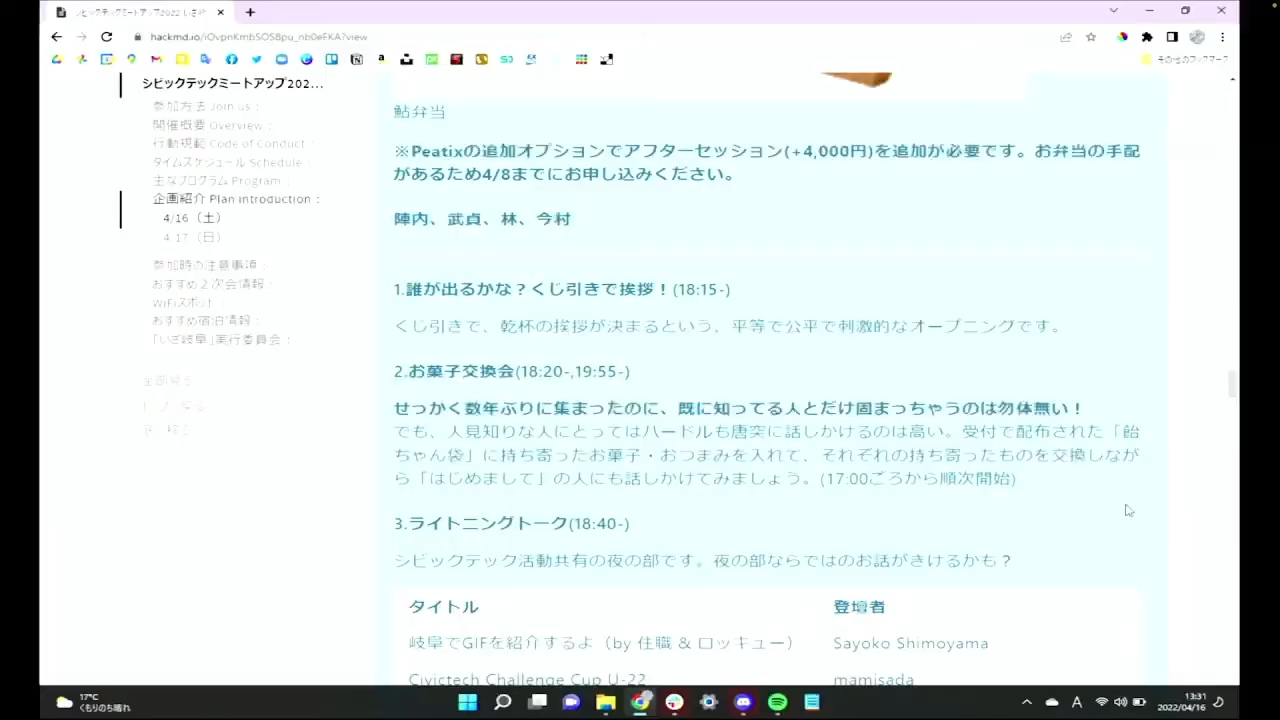 hackmd.io/iOvpnKmbSOS8pu_nb0eFKA?view
その他のブックマーク
シビックテックミートアップ202...
参加方法 Join us :
開催概要 Overview :
行動規範 Code of Conduct :
タイムスケジュール Schedule :
主なプログラム Program :
企画紹介 Plan introduction :
4/16（土）
4/17（日）
参加時の注意事項 :
おすすめ２次会情報 :
WiFiスポット :
おすすめ宿泊情報 :
「いざ岐阜」実行委員会 :
鮎弁当
※Peatixの追加オプションでアフターセッション(+4,000円)を追加が必要です。お弁当の手配
があるため4/8までにお申し込みください。
陣内、武貞、林、今村
1.誰が出るかな？くじ引きで挨拶！(18:15-)
くじ引きで、乾杯の挨拶が決まるという、平等で公平で刺激的なオープニングです。
2.お菓子交換会(18:20-,19:55-)
せっかく数年ぶりに集まったのに、既に知ってる人とだけ固まっちゃうのは勿体無い！
でも、人見知りな人にとってはハードルも唐突に話しかけるのは高い。受付で配布された「飴
ちゃん袋」に持ち寄ったお菓子・おつまみを入れて、それぞれの持ち寄ったものを交換しなが
ら「はじめまして」の人にも話しかけてみましょう。(17:00ごろから順次開始)
3.ライトニングトーク(18:40-)
シビックテック活動共有の夜の部です。夜の部ならではのお話がきけるかも？
タイトル 登壇者
岐阜でGIFを紹介するよ（by 住職 & ロッキュー） Sayoko Shimoyama
Civictech Challenge Cup U-22 mamisada
17°C
くもりのち晴れ
A
13:31
2022/04/16